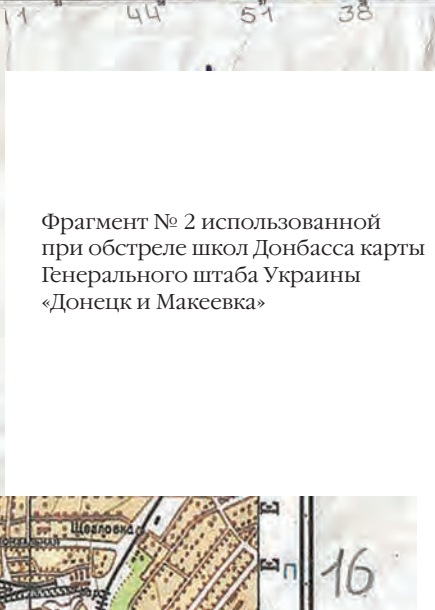 44 51 38
Фрагмент № 2 использованной
при обстреле школ Донбасса карты
Генерального штаба Украины
«Донецк и Макеевка»
Щегловка
П
16